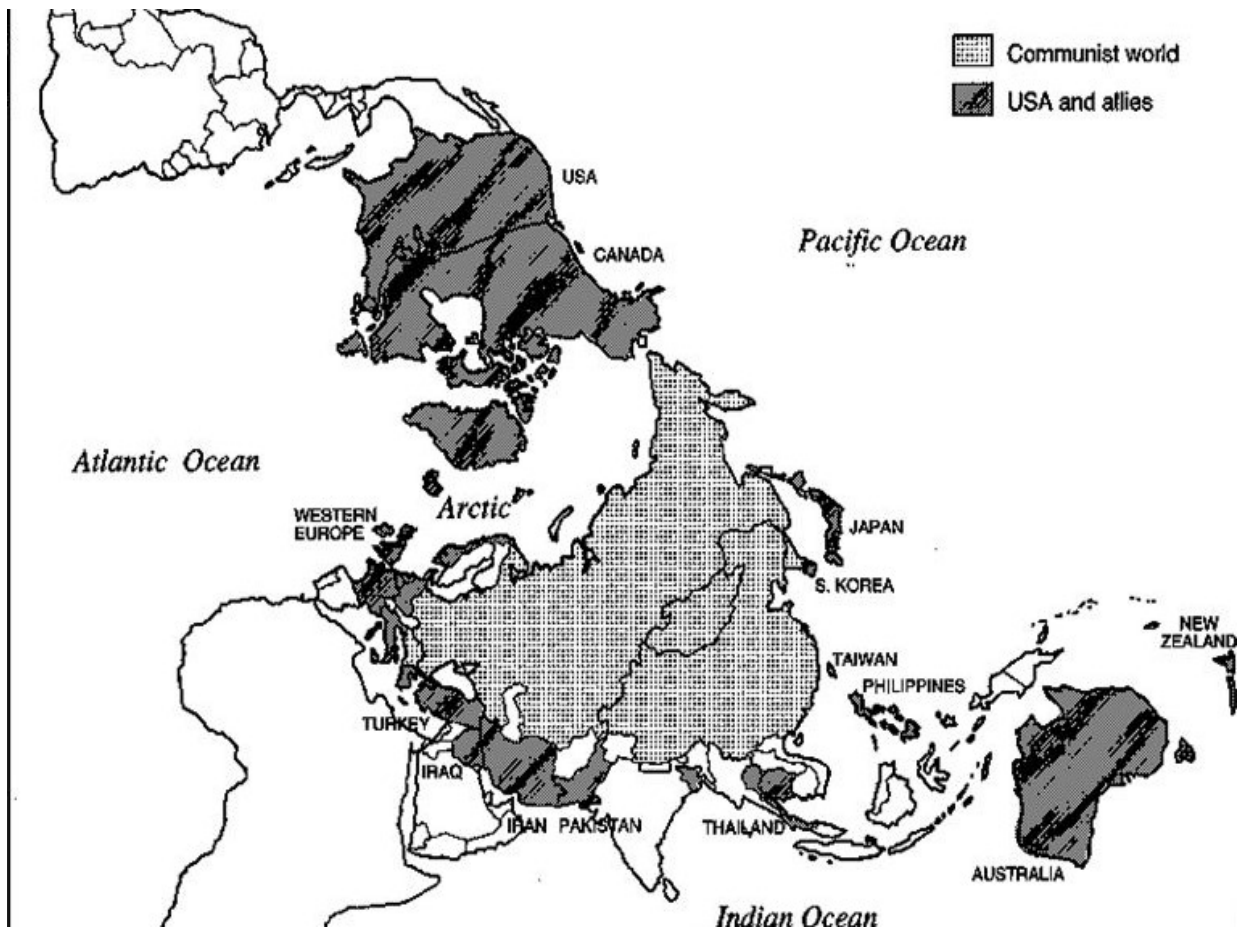 Communist world
USA and allies
USA
CANADA
Pacific Ocean
Atlantic Ocean
Arctic
WESTERN
EUROPE
JAPAN
S. KOREA
NEW
ZEALAND
TAIWAN
PHILIPPINES
TURKEY
IRAQ
IRAN
PAKISTAN
THAILAND
AUSTRALIA
Indian Ocean